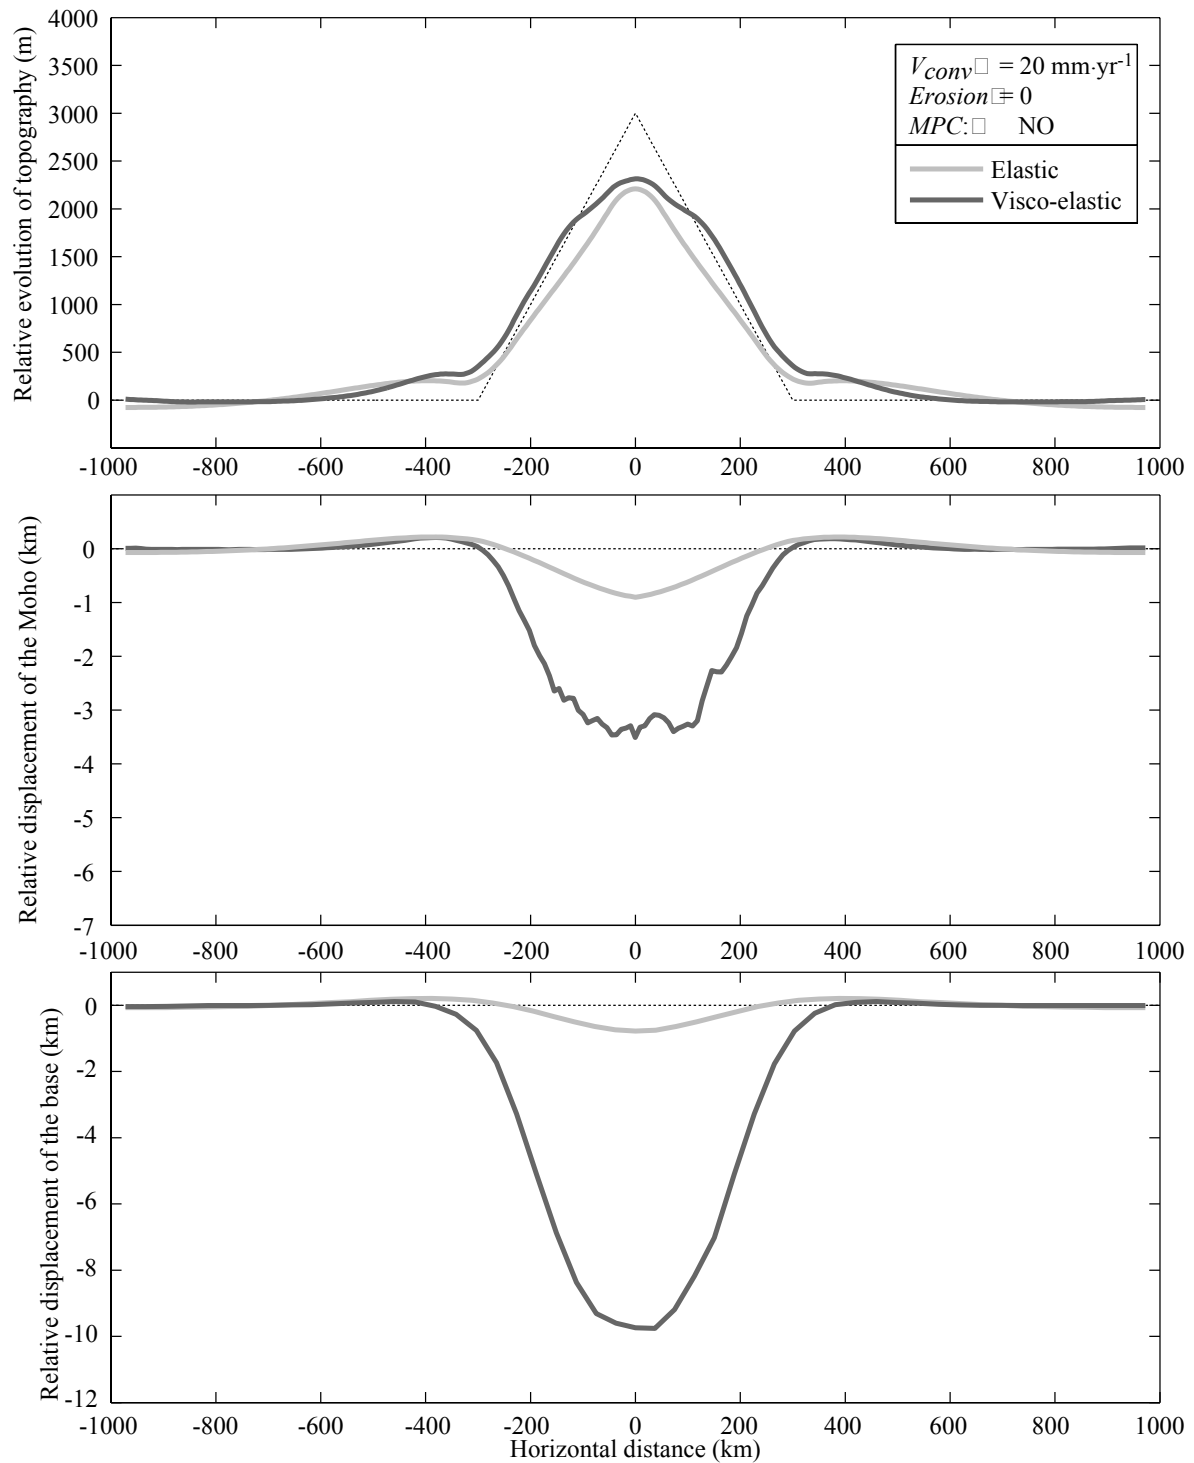 Relative evolution of topography (m)
4000
3500
3000
2500
2000
1500
1000
500
0
V_conv□ = 20 mm·yr⁻¹
Erosion□ = 0
MPC:□ NO
Elastic
Visco-elastic
-1000 -800 -600 -400 -200 0 200 400 600 800 1000
Relative displacement of the Moho (km)
0
-1
-2
-3
-4
-5
-6
-7
-1000 -800 -600 -400 -200 0 200 400 600 800 1000
Relative displacement of the base (km)
0
-2
-4
-6
-8
-10
-12
-1000 -800 -600 -400 -200 0 200 400 600 800 1000
Horizontal distance (km)